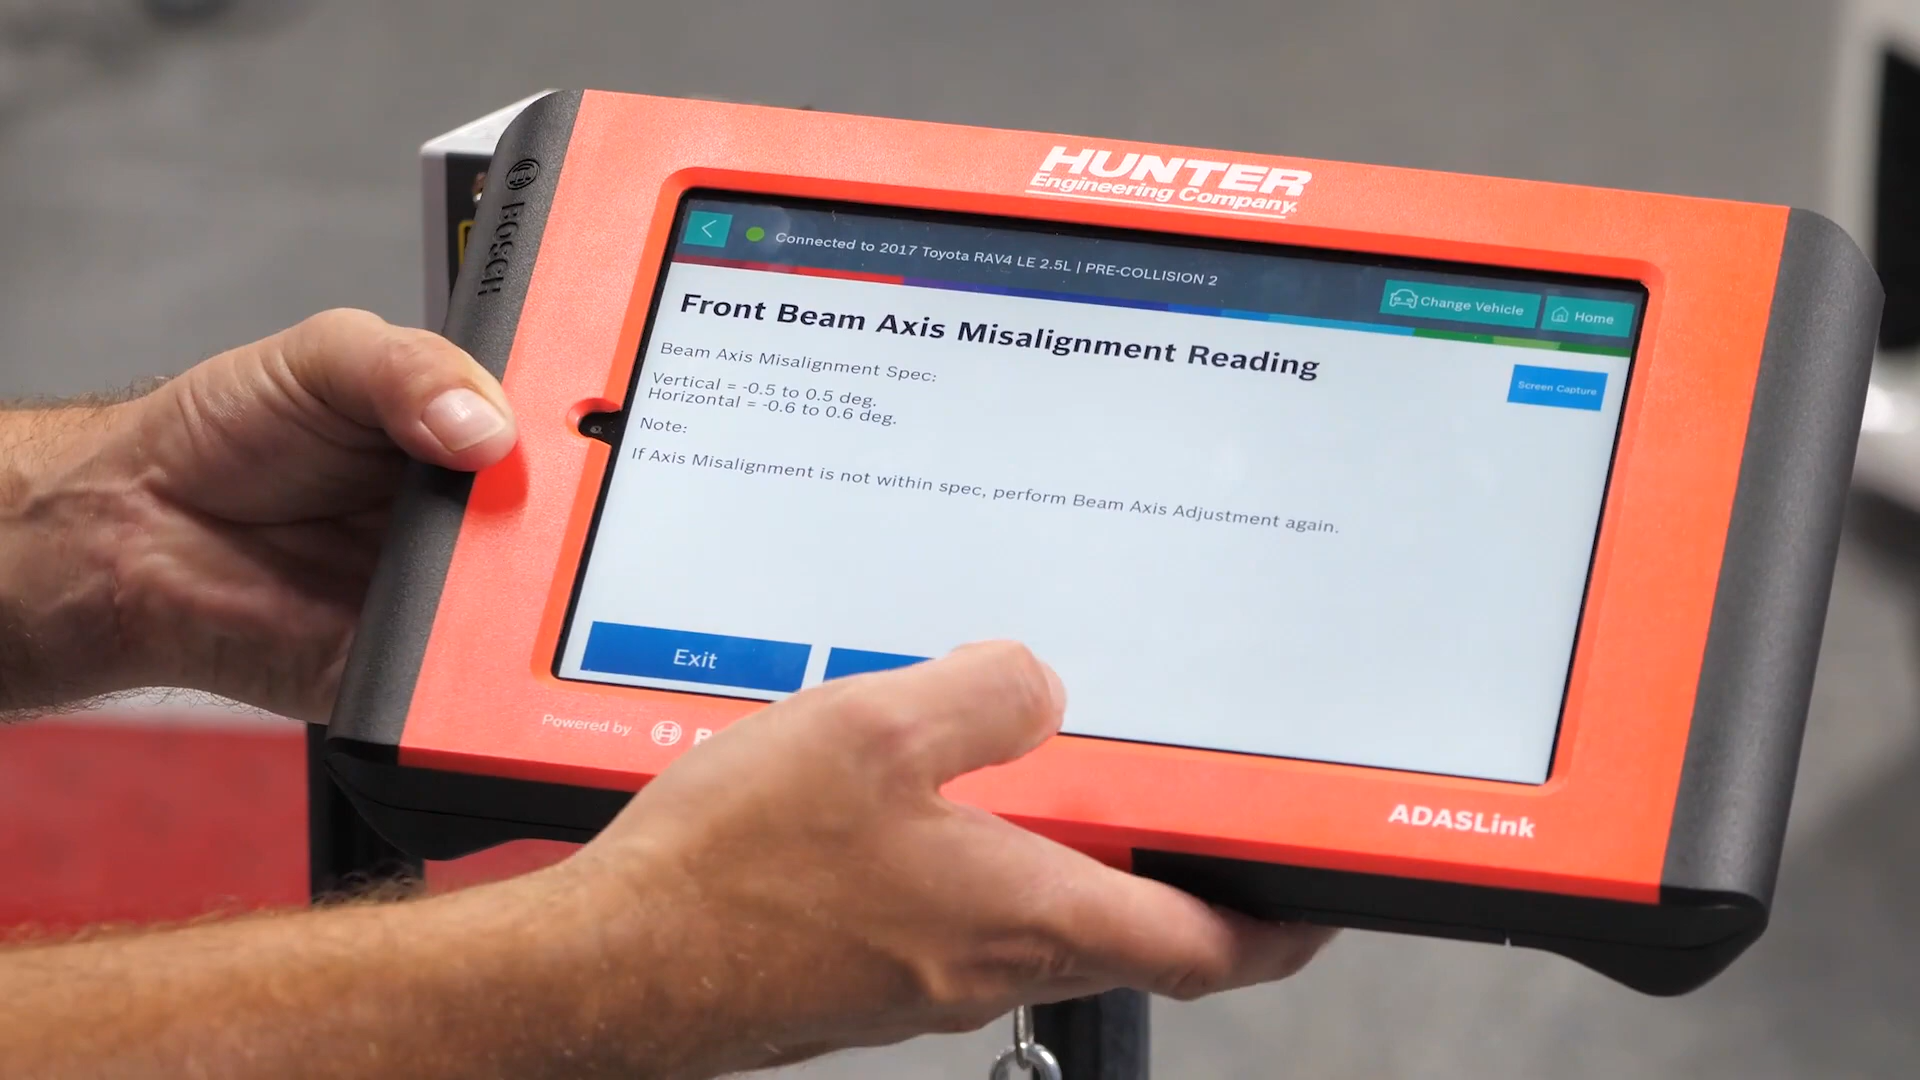 HUNTER
Engineering Company
BOSCH
Connected to 2017 Toyota RAV4 LE 2.5L | PRE-COLLISION 2
Change Vehicle
Home
Front Beam Axis Misalignment Reading
Screen Capture
Beam Axis Misalignment Spec:
Vertical = -0.5 to 0.5 deg.
Horizontal = -0.6 to 0.6 deg.
Note:
If Axis Misalignment is not within spec, perform Beam Axis Adjustment again.
Exit
Powered by
ADASLink